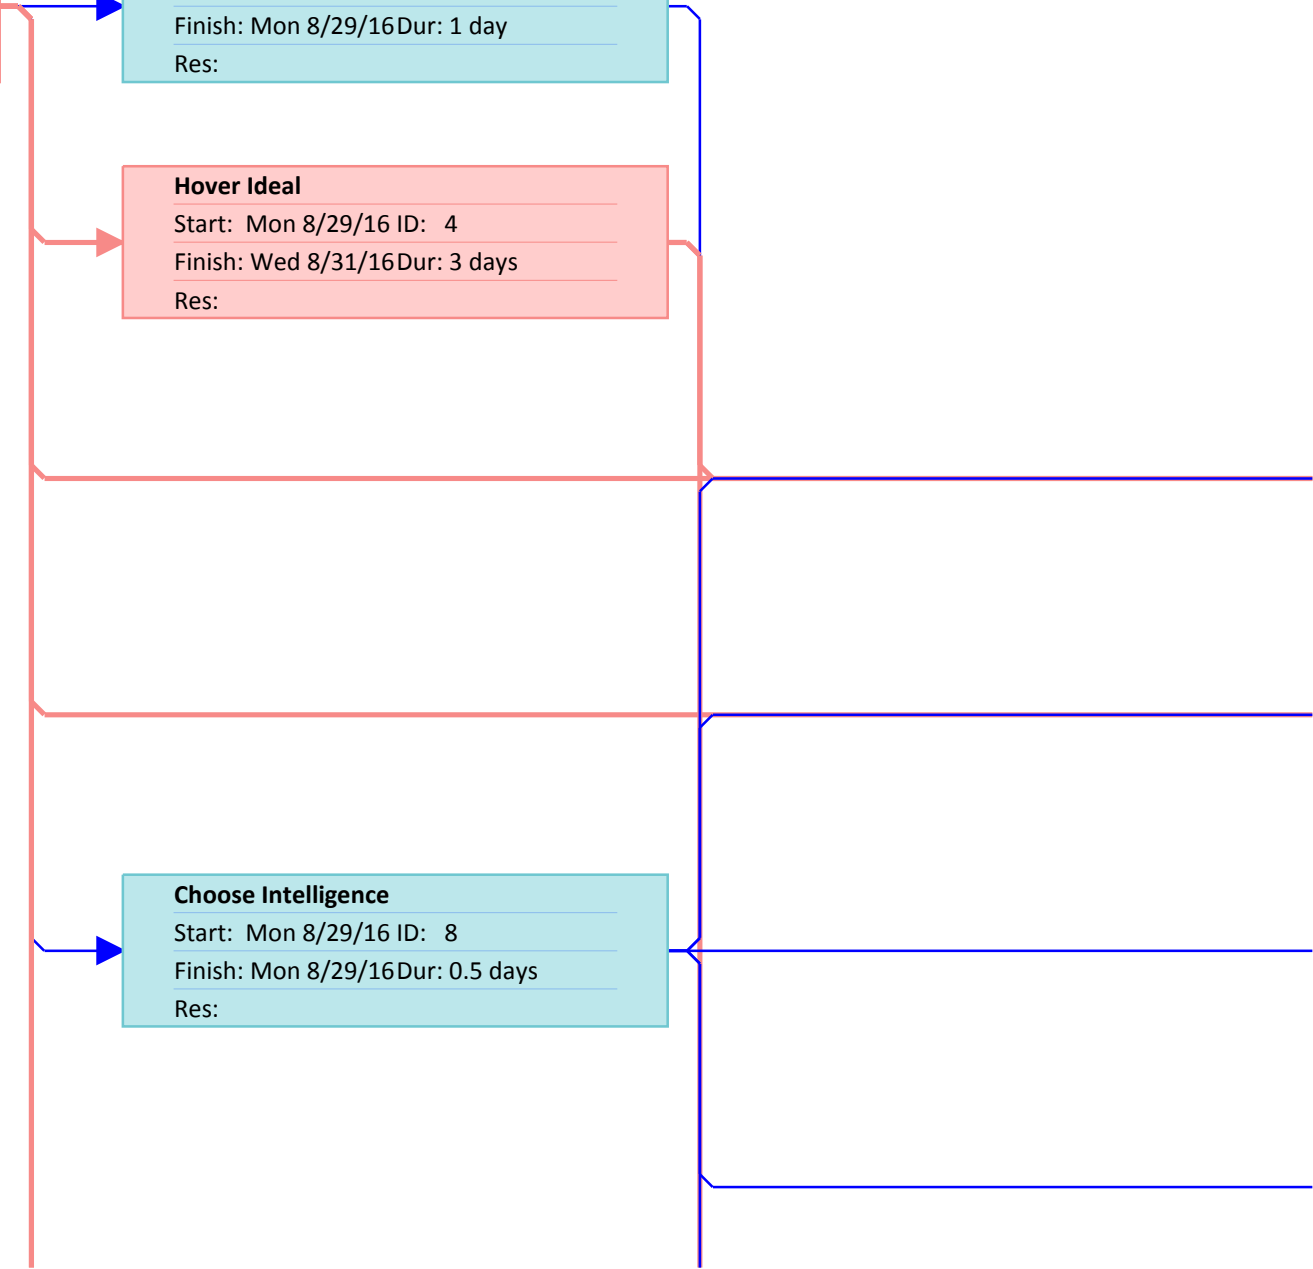 Finish: Mon 8/29/16 Dur: 1 day
Res:
Hover Ideal
Start: Mon 8/29/16 ID: 4
Finish: Wed 8/31/16 Dur: 3 days
Res:
Choose Intelligence
Start: Mon 8/29/16 ID: 8
Finish: Mon 8/29/16 Dur: 0.5 days
Res: